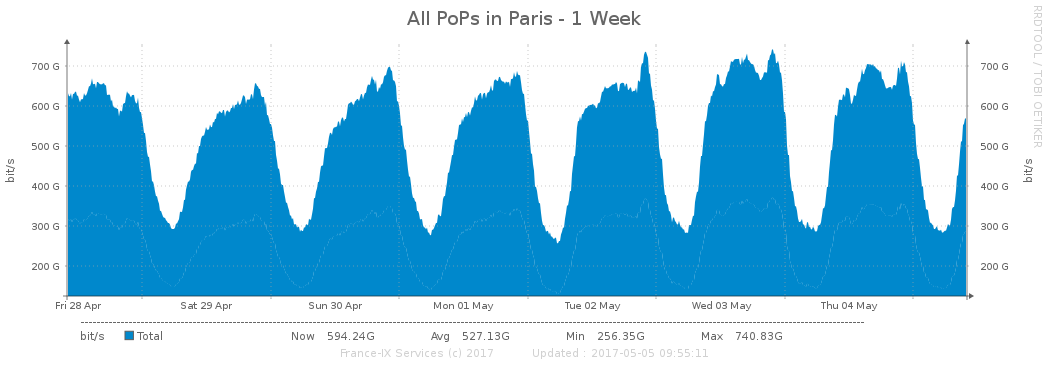 All PoPs in Paris - 1 Week
RRDTOOL / TOBI OETIKER
700 G 700 G
600 G 600 G
500 G 500 G
400 G 400 G
300 G 300 G
200 G 200 G
bit/s
bit/s
Fri 28 Apr Sat 29 Apr Sun 30 Apr Mon 01 May Tue 02 May Wed 03 May Thu 04 May
bit/s Total Now 594.24G Avg 527.13G Min 256.35G Max 740.83G
France-IX Services (c) 2017 Updated : 2017-05-05 09:55:11